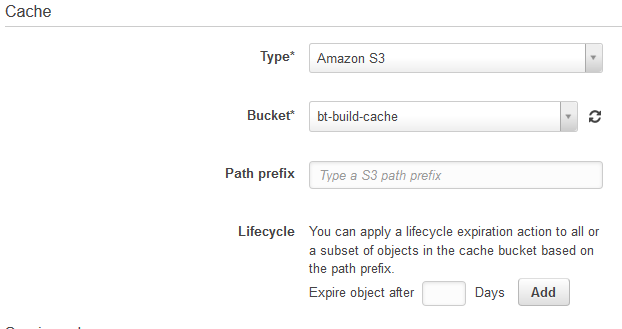 Cache
Type*
Amazon S3
Bucket*
bt-build-cache
Path prefix
Type a S3 path prefix
Lifecycle
You can apply a lifecycle expiration action to all or
a subset of objects in the cache bucket based on
the path prefix.
Expire object after
Days
Add